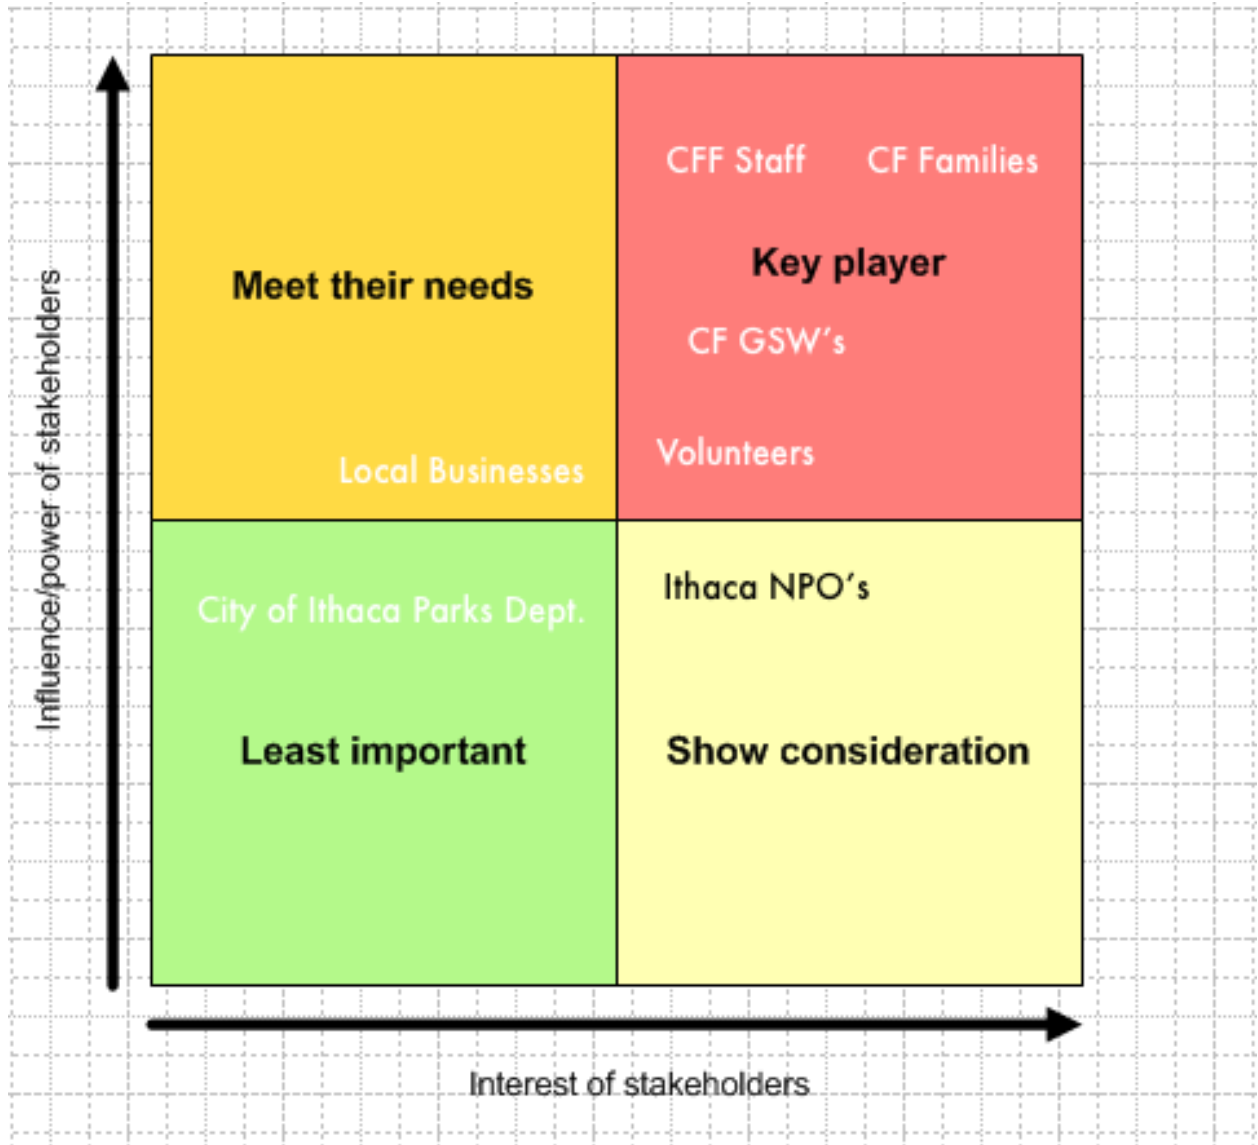 Influence/power of stakeholders
CFF Staff
CF Families
Meet their needs
Key player
CF GSW’s
Local Businesses
Volunteers
City of Ithaca Parks Dept.
Ithaca NPO’s
Least important
Show consideration
Interest of stakeholders